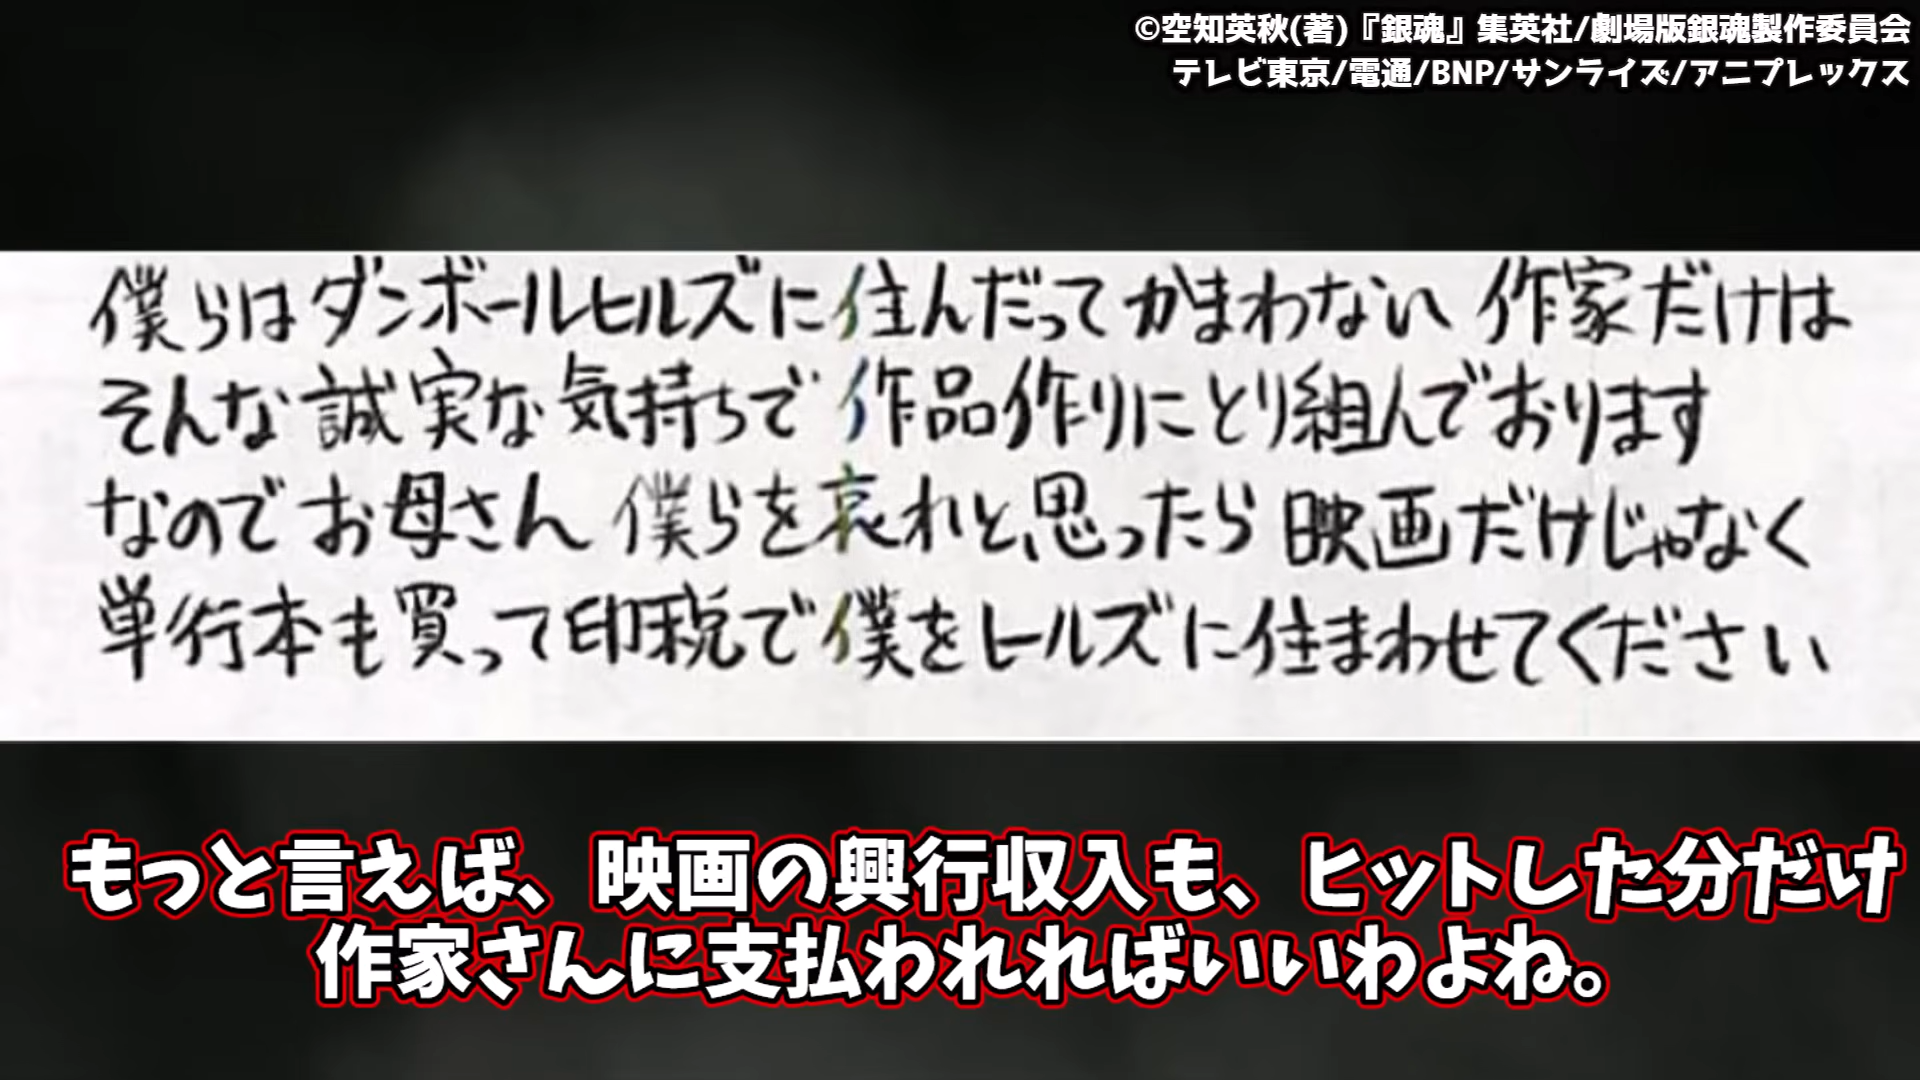 ©空知英秋(著)『銀魂』集英社/劇場版銀魂製作委員会
テレビ東京/電通/BNP/サンライズ/アニプレックス
僕らはダンボールヒルズに住んだってかまわない 作家だけは
そんな誠実な気持ちで作品作りにとり組んでおります
なのでお母さん 僕らを哀れと思ったら映画だけじゃなく
単行本も買って印税で僕をヒルズに住まわせてください
もっと言えば、映画の興行収入も、ヒットした分だけ
作家さんに支払われればいいわよね。